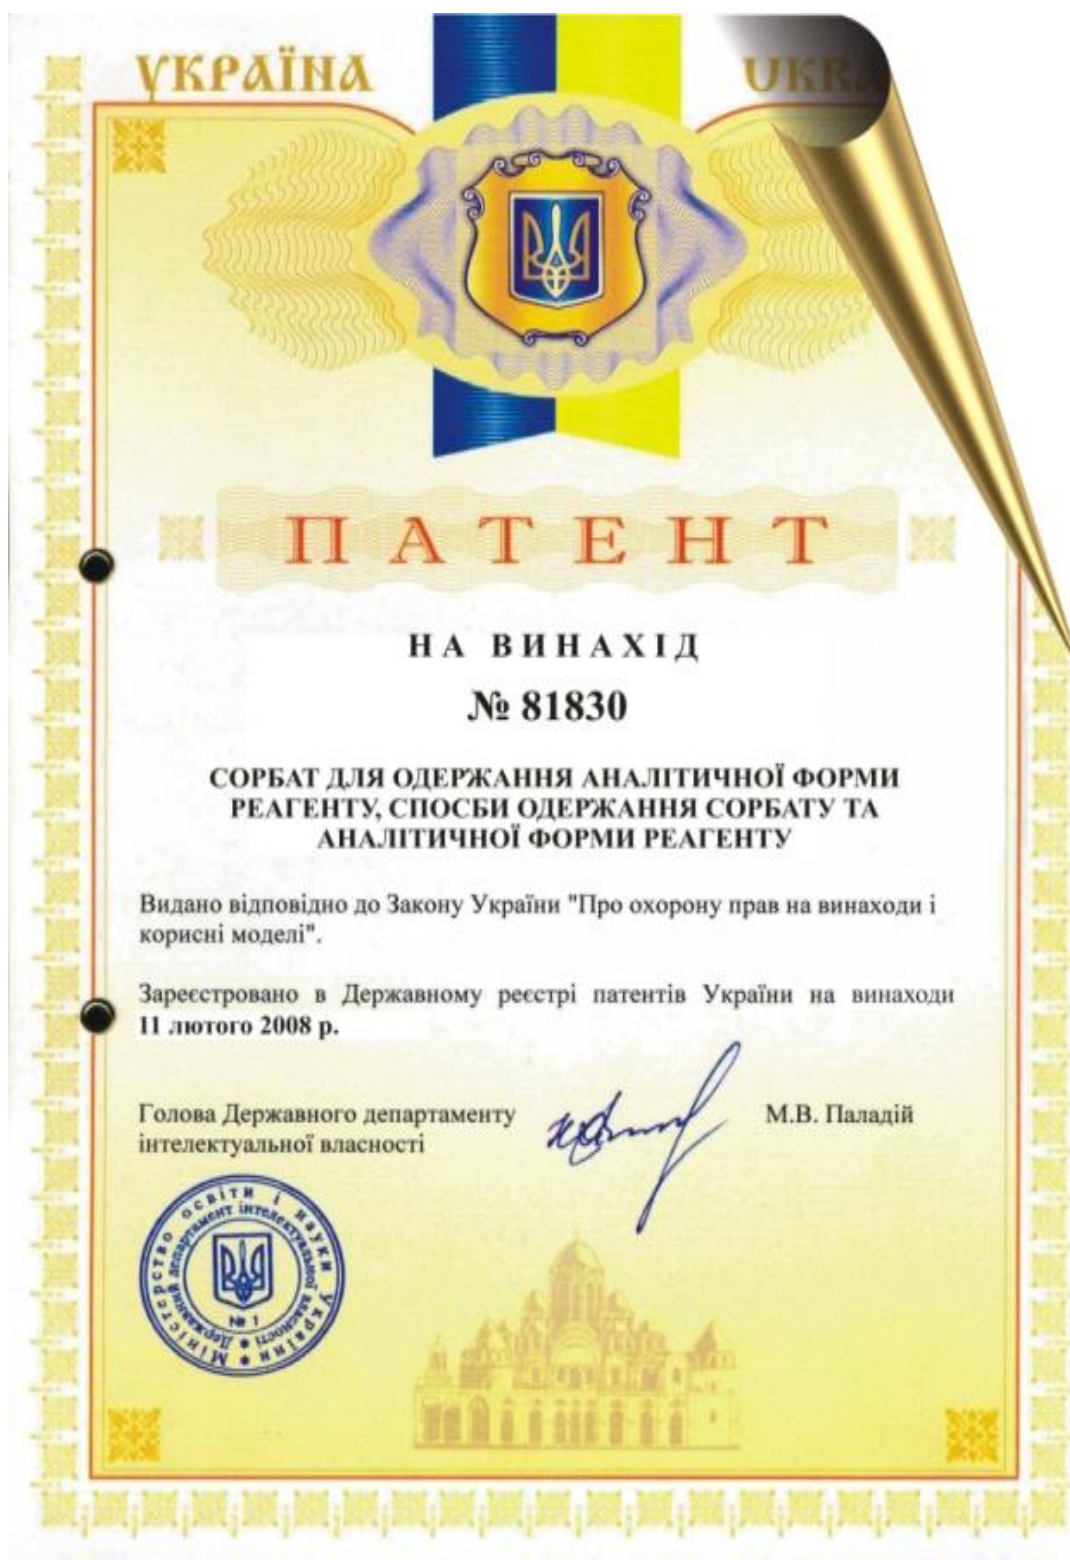 УКРАЇНА
UKRA
ПАТЕНТ
НА ВИНАХІД
№ 81830
СОРБАТ ДЛЯ ОДЕРЖАННЯ АНАЛІТИЧНОЇ ФОРМИ
РЕАГЕНТУ, СПОСБИ ОДЕРЖАННЯ СОРБАТУ ТА
АНАЛІТИЧНОЇ ФОРМИ РЕАГЕНТУ
Видано відповідно до Закону України "Про охорону прав на винаходи і
корисні моделі".
Зареєстровано в Державному реєстрі патентів України на винаходи
11 лютого 2008 р.
Голова Державного департаменту
інтелектуальної власності
М.В. Паладій
Міністерство освіти і науки України
Державний департамент інтелектуальної власності
№ 1